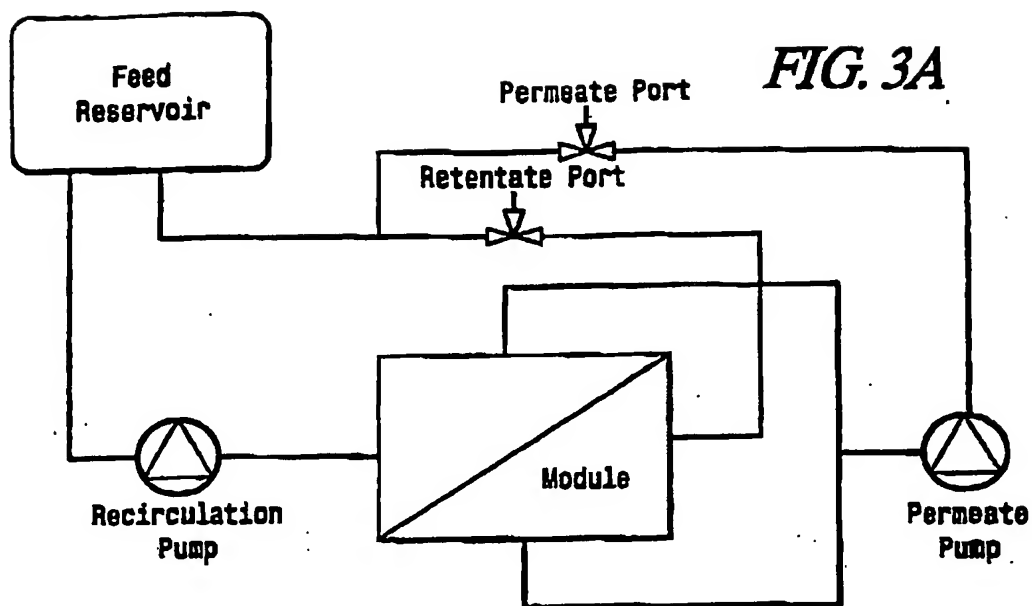 FIG. 3A
Feed
Reservoir
Permeate Port
Retentate Port
Module
Recirculation
Pump
Permeate
Pump